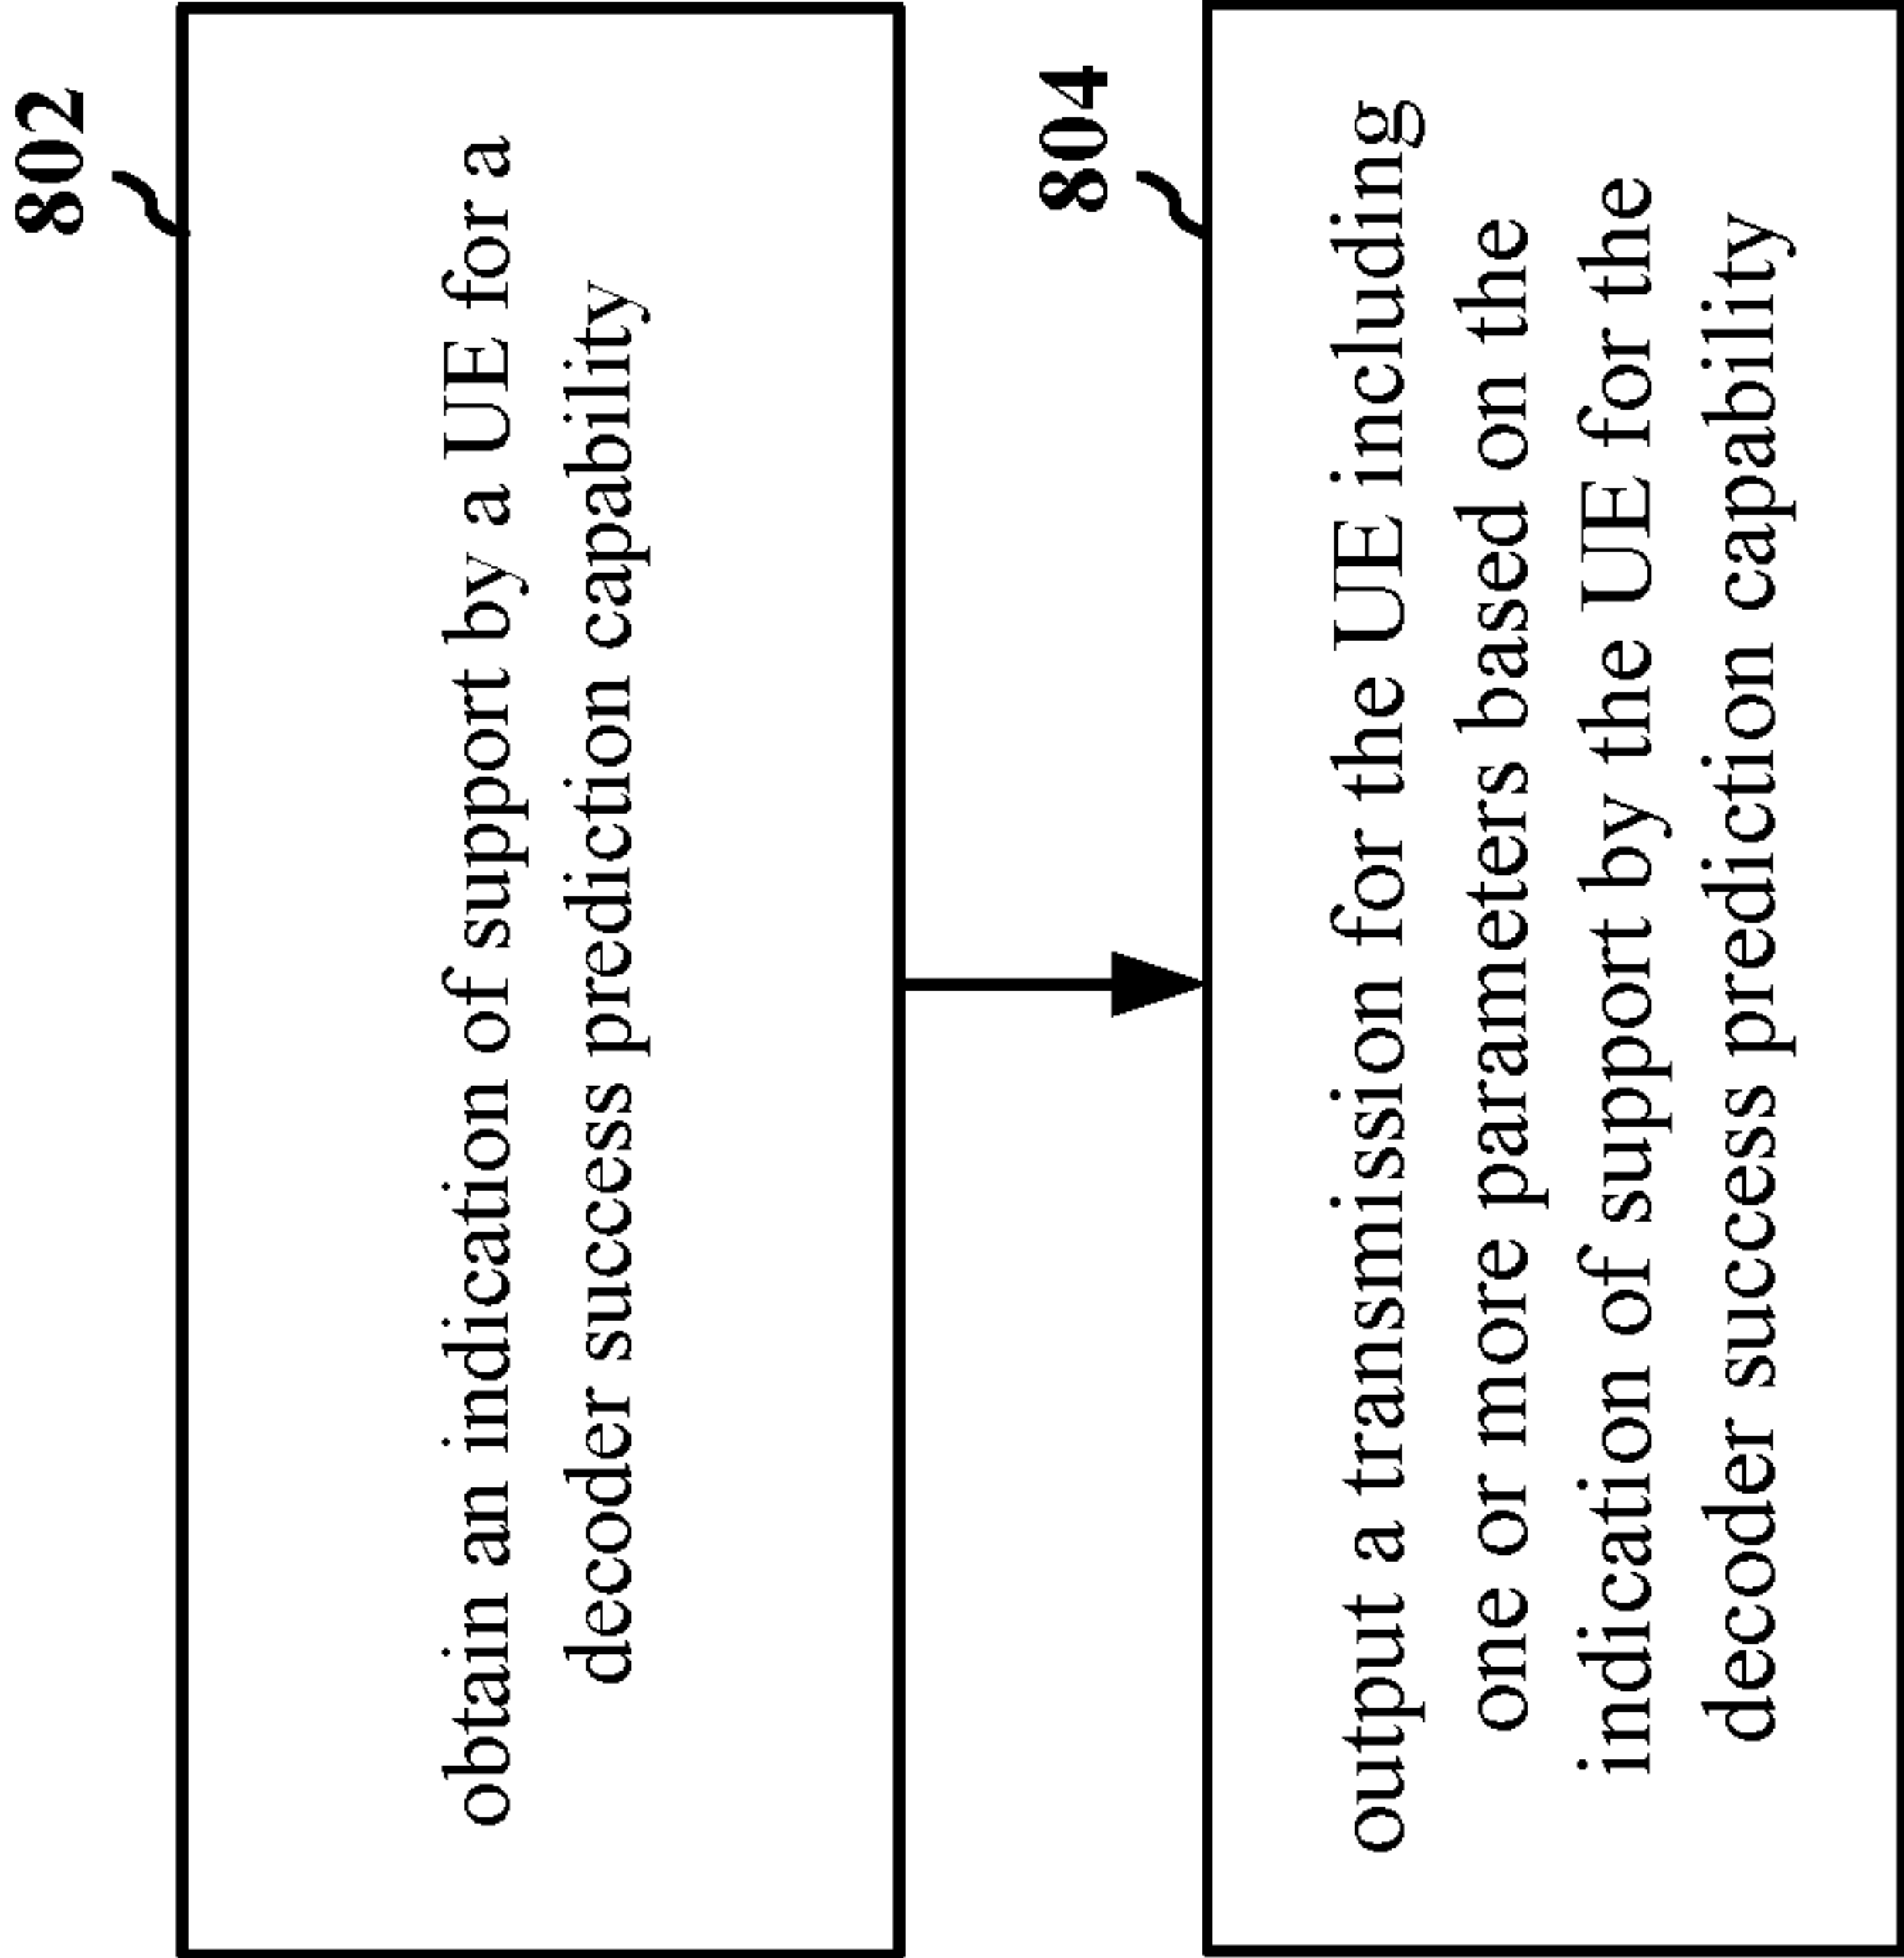 802
obtain an indication of support by a UE for a
decoder success prediction capability
804
output a transmission for the UE including
one or more parameters based on the
indication of support by the UE for the
decoder success prediction capability